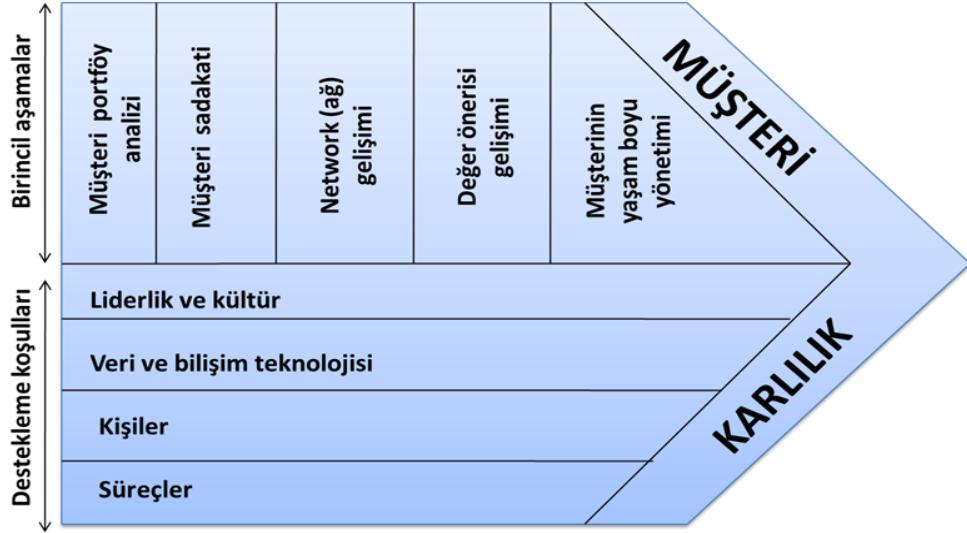 Birincil aşamalar
Müşteri portföy
analizi
Müşteri sadakati
Network (ağ)
gelişimi
Değer önerisi
gelişimi
Müşterinin
yaşam boyu
yönetimi
MÜŞTERİ
Destekleme koşulları
Liderlik ve kültür
Veri ve bilişim teknolojisi
Kişiler
Süreçler
KARLILIK